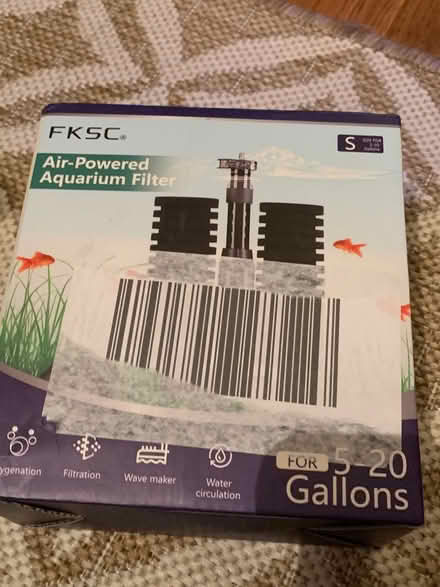 FKSC®
S
Air-Powered
Aquarium Filter
Filtration
Wave maker
Water
circulation
FOR 5-20
Gallons